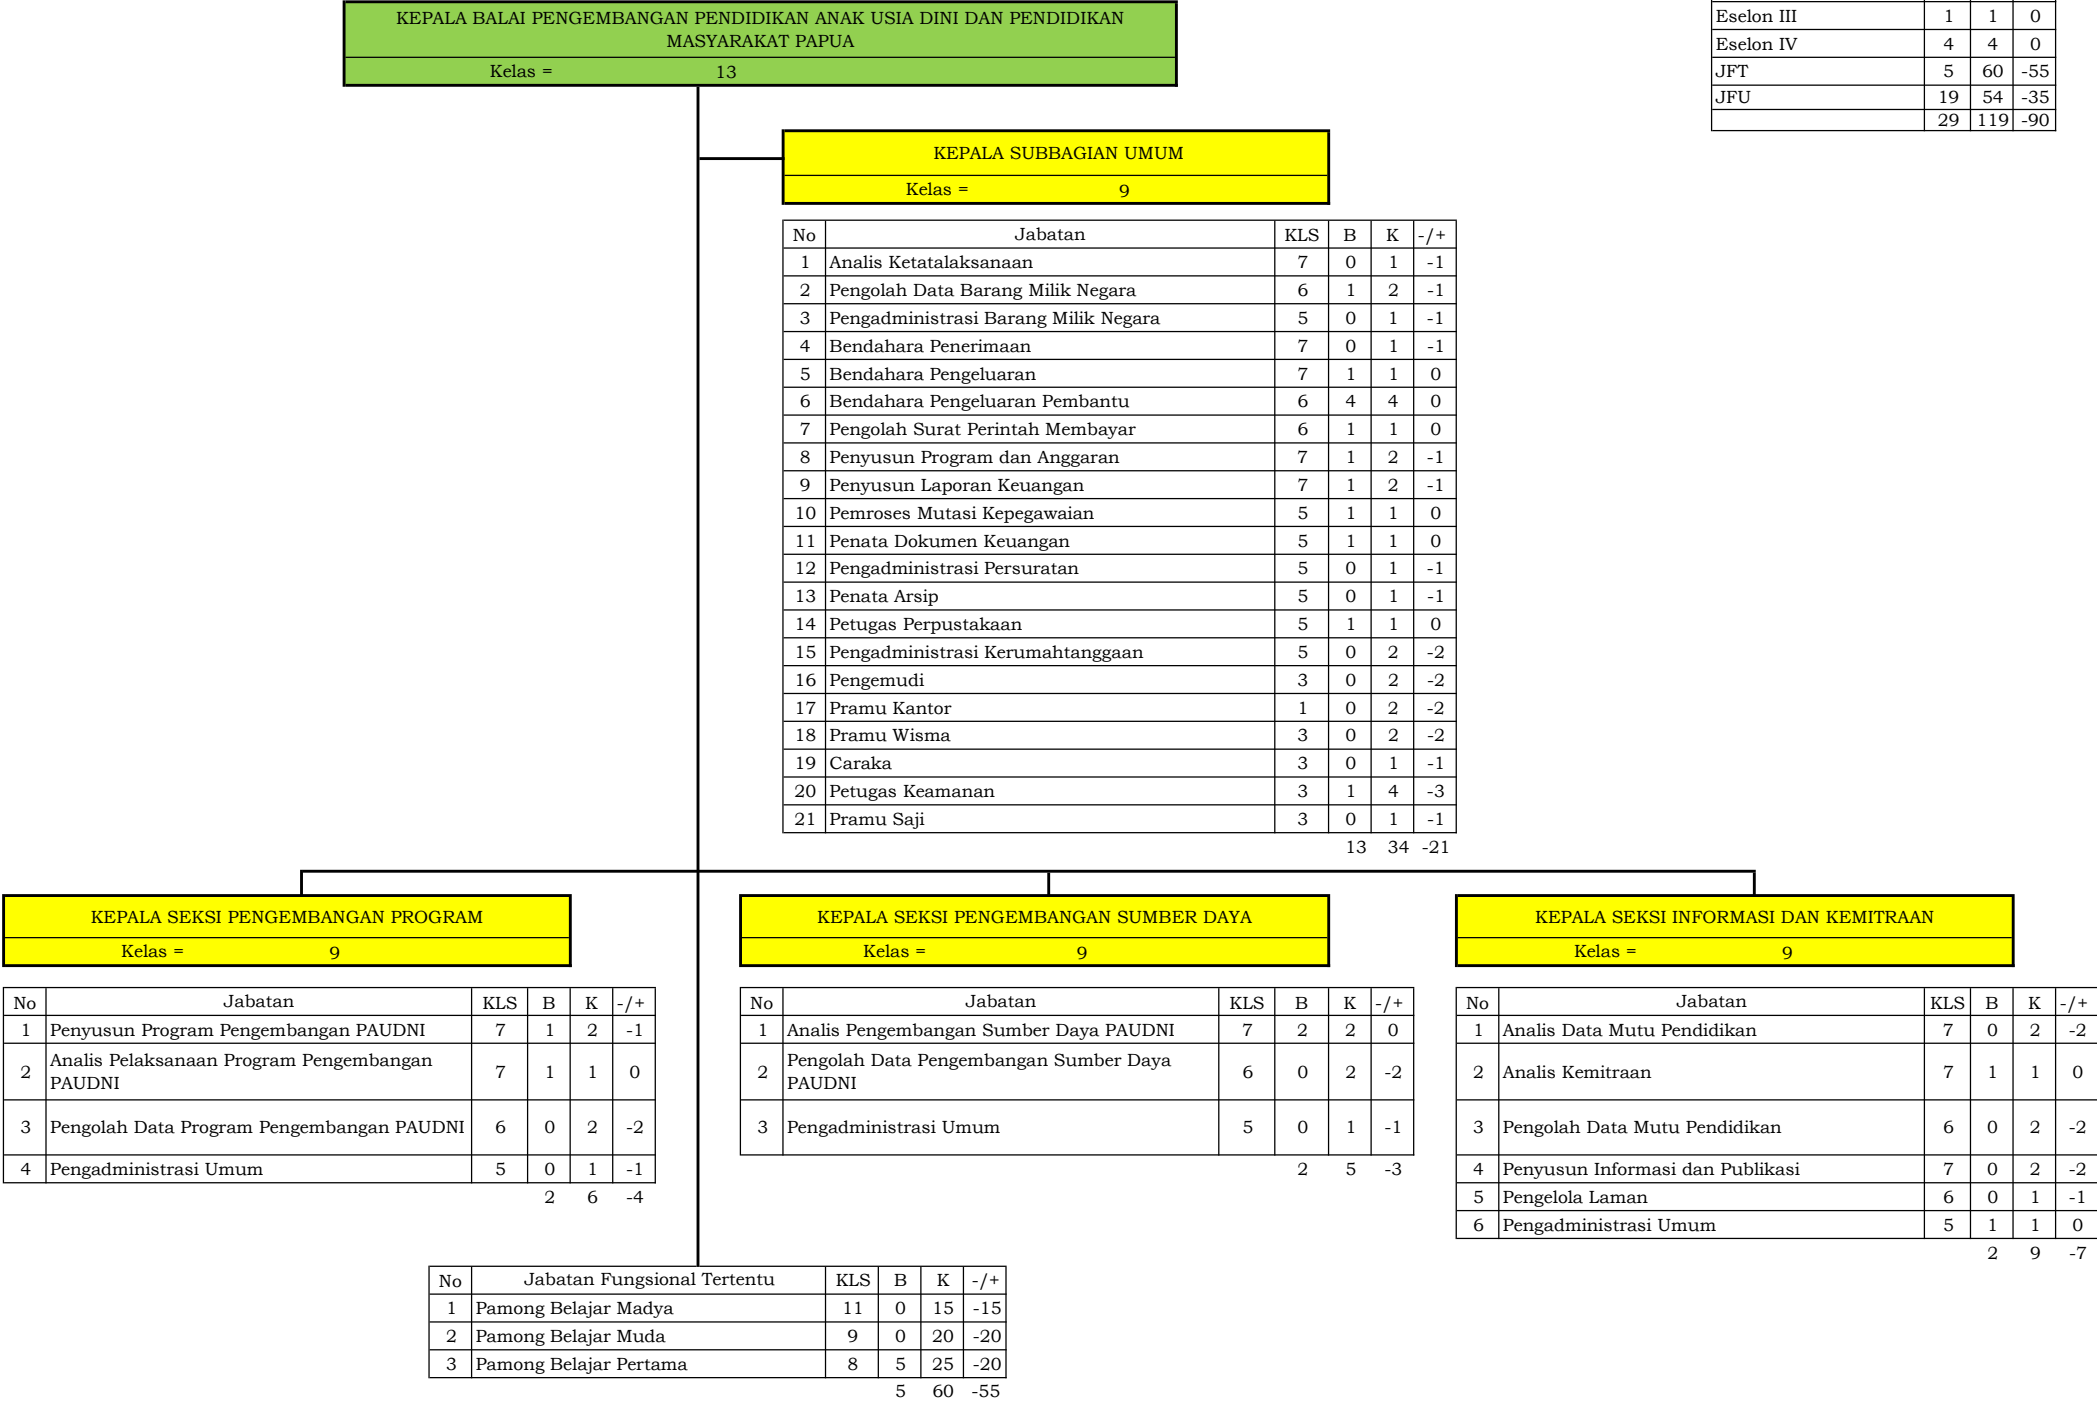 KEPALA BALAI PENGEMBANGAN PENDIDIKAN ANAK USIA DINI DAN PENDIDIKAN
MASYARAKAT PAPUA
Kelas = 13
Eselon III 1 1 0
Eselon IV 4 4 0
JFT 5 60 -55
JFU 19 54 -35
29 119 -90
KEPALA SUBBAGIAN UMUM
Kelas = 9
No Jabatan KLS B K -/+
1 Analis Ketatalaksanaan 7 0 1 -1
2 Pengolah Data Barang Milik Negara 6 1 2 -1
3 Pengadministrasi Barang Milik Negara 5 0 1 -1
4 Bendahara Penerimaan 7 0 1 -1
5 Bendahara Pengeluaran 7 1 1 0
6 Bendahara Pengeluaran Pembantu 6 4 4 0
7 Pengolah Surat Perintah Membayar 6 1 1 0
8 Penyusun Program dan Anggaran 7 1 2 -1
9 Penyusun Laporan Keuangan 7 1 2 -1
10 Pemroses Mutasi Kepegawaian 5 1 1 0
11 Penata Dokumen Keuangan 5 1 1 0
12 Pengadministrasi Persuratan 5 0 1 -1
13 Penata Arsip 5 0 1 -1
14 Petugas Perpustakaan 5 1 1 0
15 Pengadministrasi Kerumahtanggaan 5 0 2 -2
16 Pengemudi 3 0 2 -2
17 Pramu Kantor 1 0 2 -2
18 Pramu Wisma 3 0 2 -2
19 Caraka 3 0 1 -1
20 Petugas Keamanan 3 1 4 -3
21 Pramu Saji 3 0 1 -1
13 34 -21
KEPALA SEKSI PENGEMBANGAN PROGRAM
Kelas = 9
No Jabatan KLS B K -/+
1 Penyusun Program Pengembangan PAUDNI 7 1 2 -1
2 Analis Pelaksanaan Program Pengembangan
PAUDNI 7 1 1 0
3 Pengolah Data Program Pengembangan PAUDNI 6 0 2 -2
4 Pengadministrasi Umum 5 0 1 -1
2 6 -4
KEPALA SEKSI PENGEMBANGAN SUMBER DAYA
Kelas = 9
No Jabatan KLS B K -/+
1 Analis Pengembangan Sumber Daya PAUDNI 7 2 2 0
2 Pengolah Data Pengembangan Sumber Daya
PAUDNI 6 0 2 -2
3 Pengadministrasi Umum 5 0 1 -1
2 5 -3
KEPALA SEKSI INFORMASI DAN KEMITRAAN
Kelas = 9
No Jabatan KLS B K -/+
1 Analis Data Mutu Pendidikan 7 0 2 -2
2 Analis Kemitraan 7 1 1 0
3 Pengolah Data Mutu Pendidikan 6 0 2 -2
4 Penyusun Informasi dan Publikasi 7 0 2 -2
5 Pengelola Laman 6 0 1 -1
6 Pengadministrasi Umum 5 1 1 0
2 9 -7
No Jabatan Fungsional Tertentu KLS B K -/+
1 Pamong Belajar Madya 11 0 15 -15
2 Pamong Belajar Muda 9 0 20 -20
3 Pamong Belajar Pertama 8 5 25 -20
5 60 -55